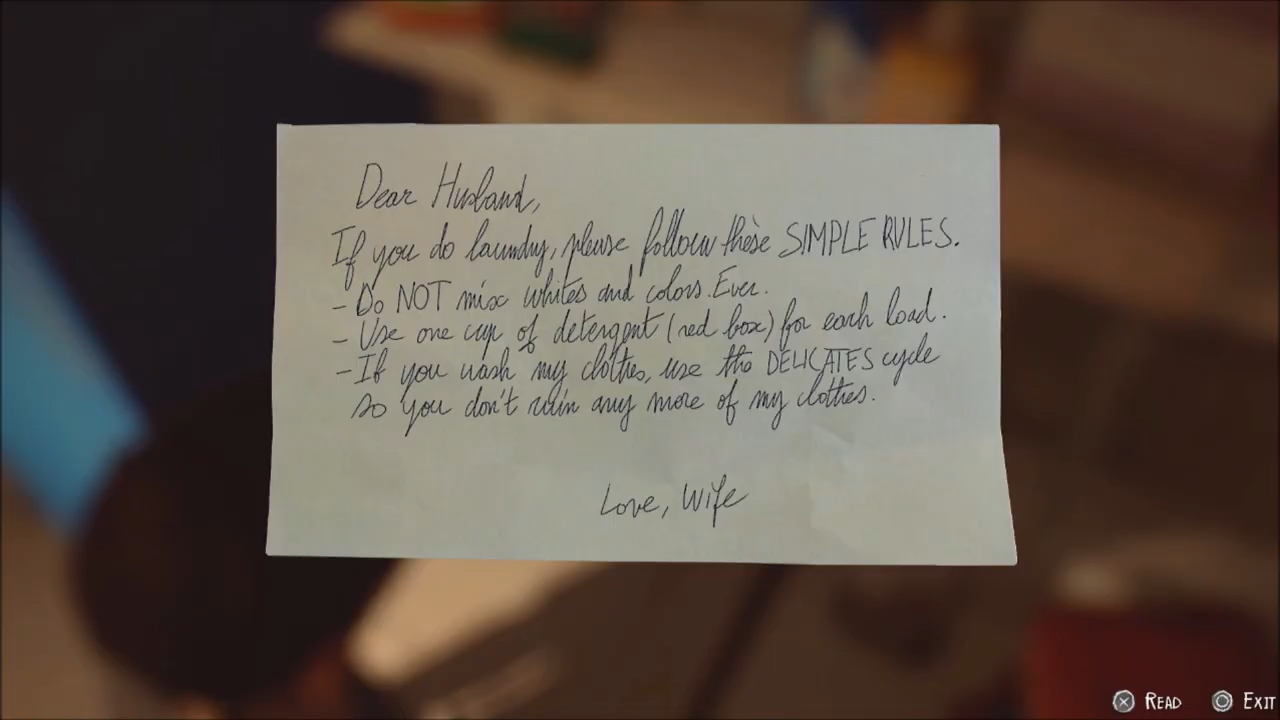 Dear Husband,
If you do laundry, please follow these SIMPLE RULES.
- Do NOT mix whites and colors. Ever.
- Use one cup of detergent (red box) for each load.
- If you wash my clothes, use the DELICATES cycle
so you don't ruin any more of my clothes.
Love, Wife
READ EXIT